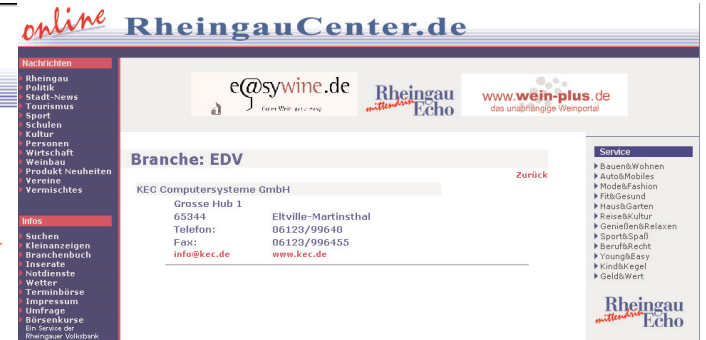 online RheingauCenter.de
Nachrichten
Rheingau
Politik
Stadt-News
Tourismus
Sport
Schulen
Kultur
Personen
Wirtschaft
Weinbau
Produkt Neuheiten
Vereine
Vermischtes
Infos
Suchen
Kleinanzeigen
Branchenbuch
Inserate
Notdienste
Wetter
Terminbörse
Impressum
Umfrage
Börsenkurse
Ein Service der
Rheingauer Volksbank
e@sywine.de
Rheingau
mittendrin Echo
www.wein-plus.de
das unabhängige Weinportal
Branche: EDV
Zurück
KEC Computersysteme GmbH
Grosse Hub 1
65344 Eltville-Martinsthal
Telefon: 06123/99640
Fax: 06123/996455
info@kec.de www.kec.de
Service
Bauen&Wohnen
Auto&Mobiles
Mode&Fashion
Fit&Gesund
Haus&Garten
Reise&Kultur
Genießen&Relaxen
Sport&Spaß
Beruf&Recht
Young&Easy
Kind&Kegel
Geld&Wert
Rheingau
mittendrin Echo